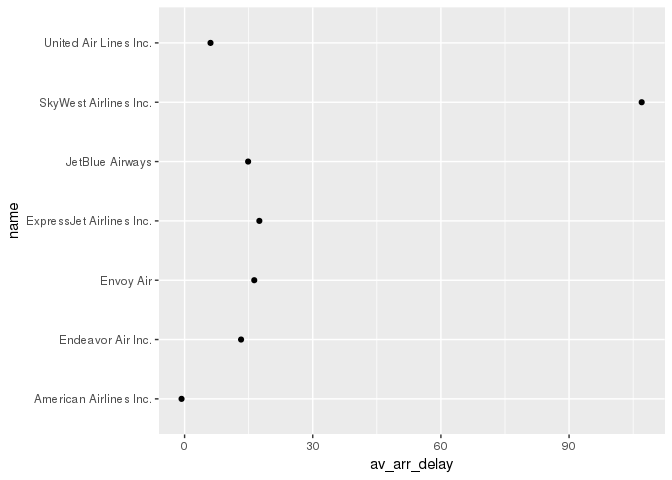 United Air Lines Inc.
SkyWest Airlines Inc.
JetBlue Airways
ExpressJet Airlines Inc.
Envoy Air
Endeavor Air Inc.
American Airlines Inc.
name
0 30 60 90
av_arr_delay